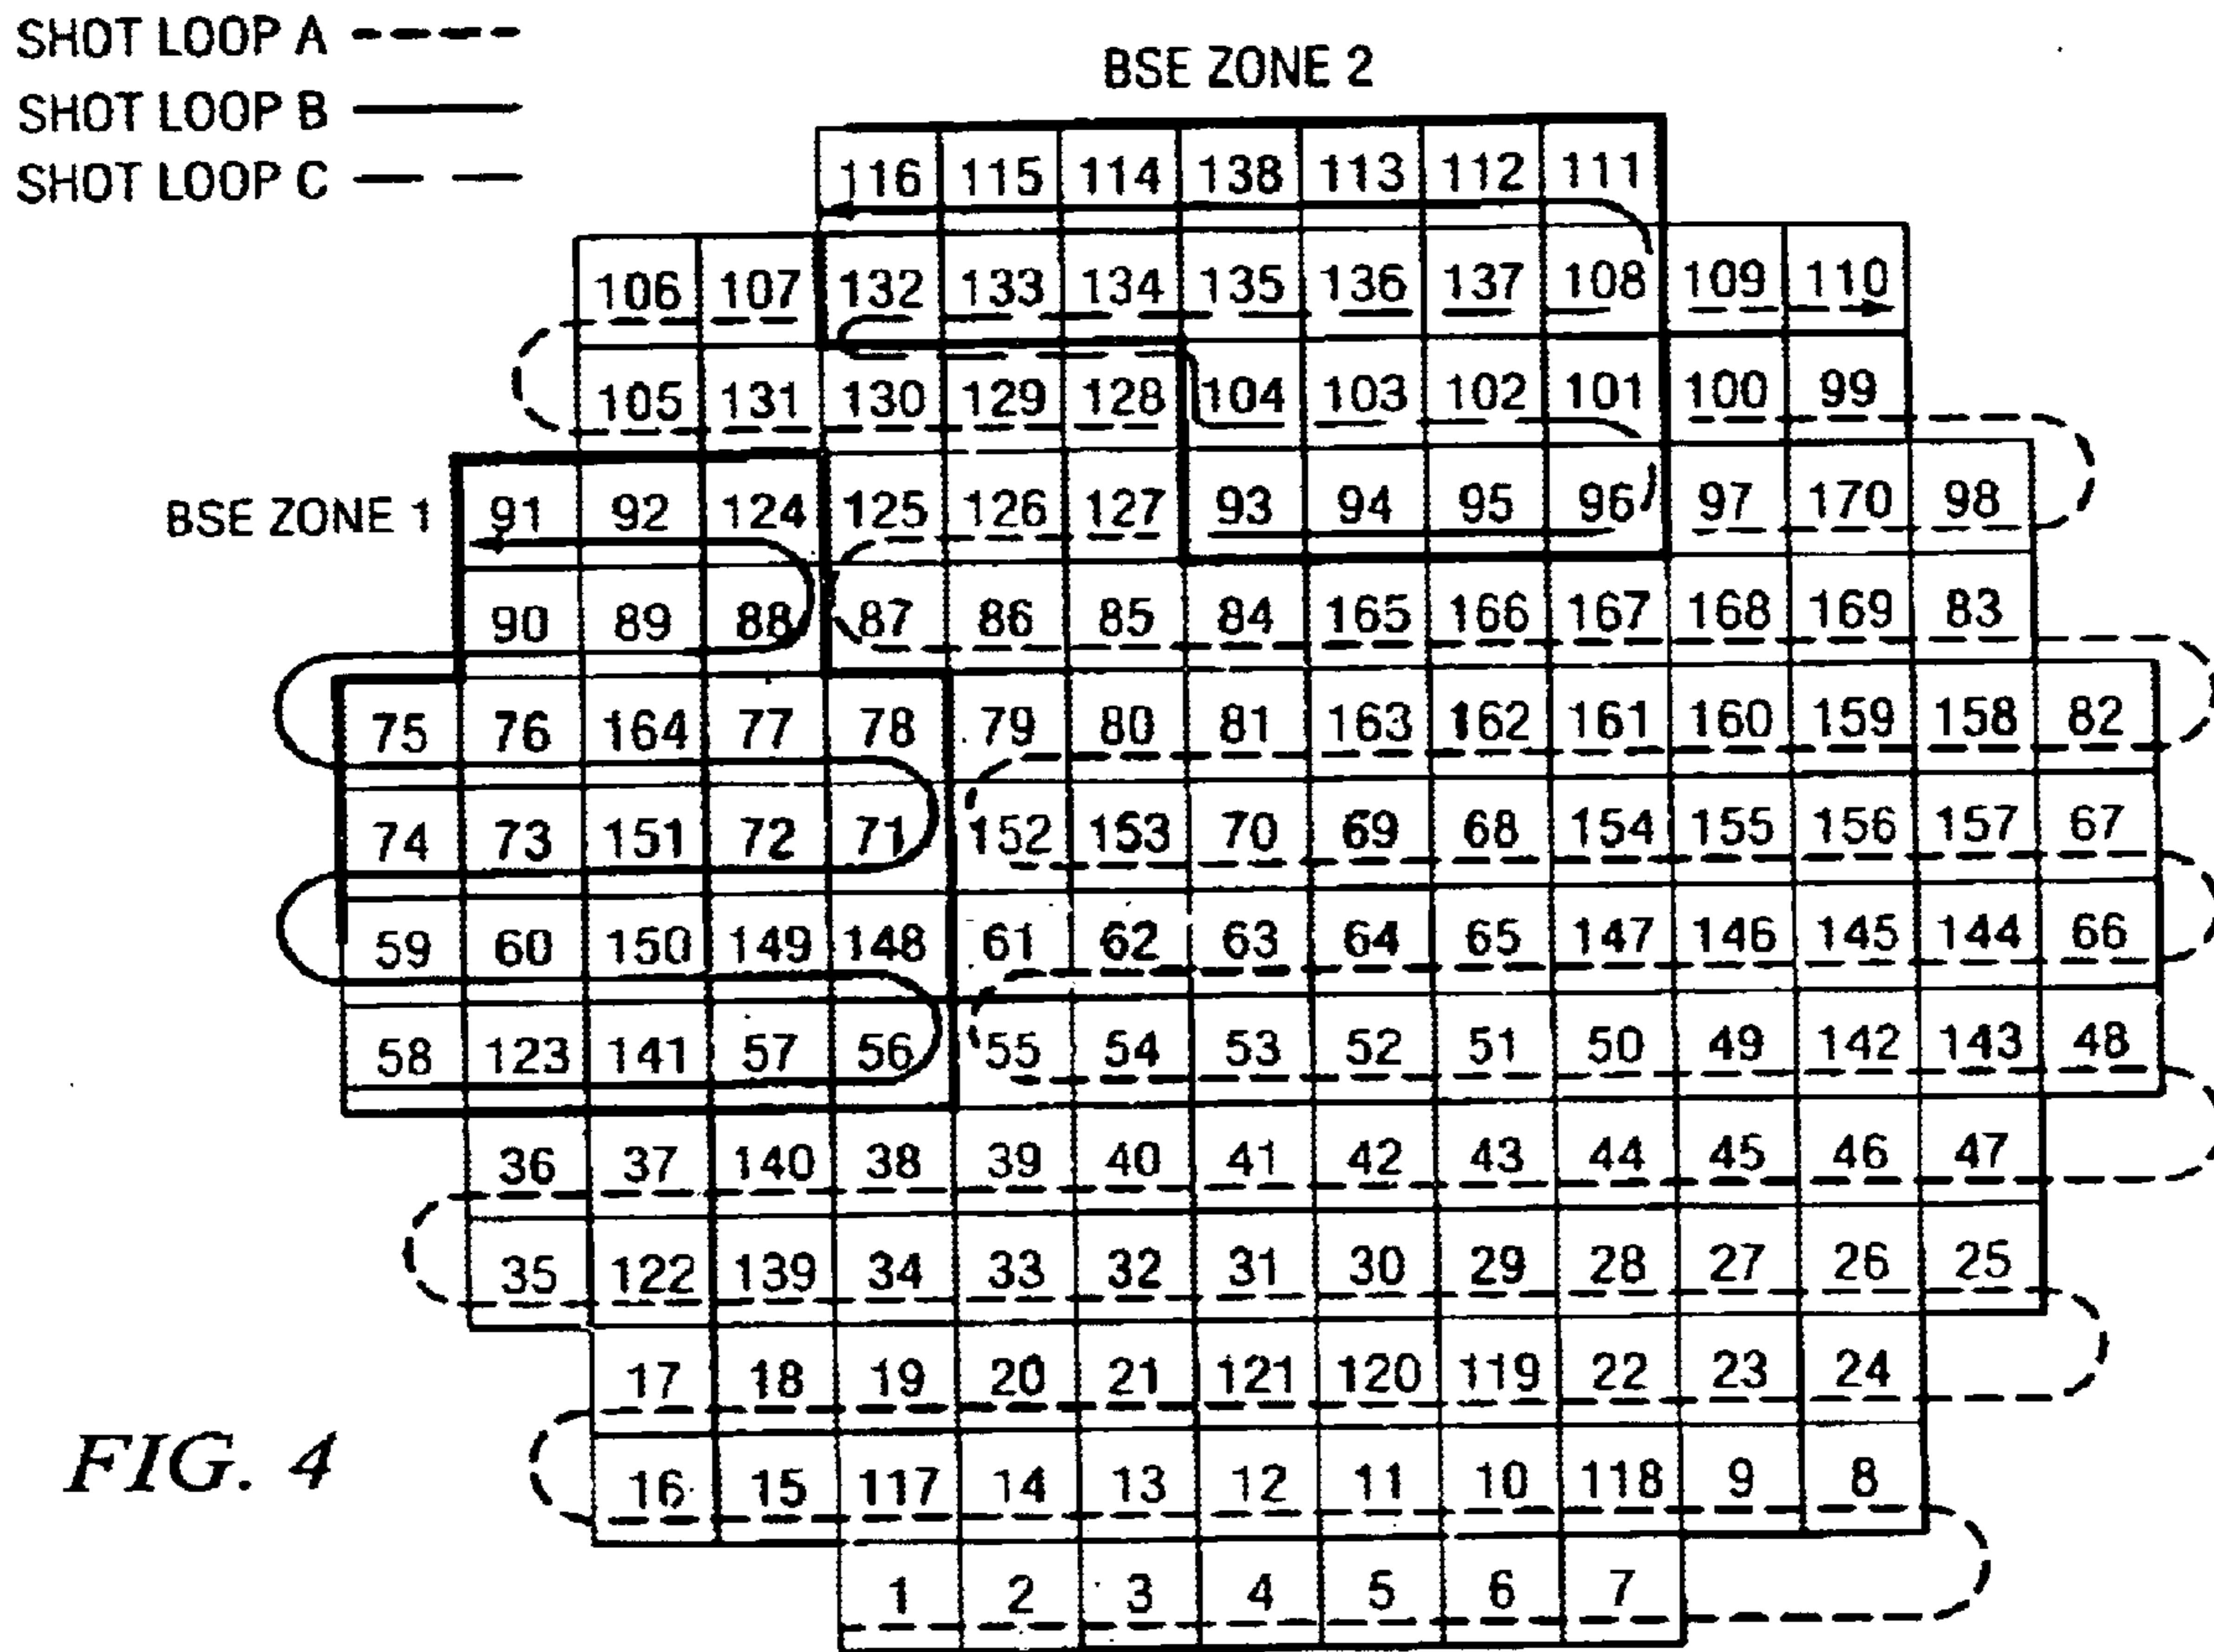 SHOT LOOP A
SHOT LOOP B
SHOT LOOP C
BSE ZONE 2
116 115 114 138 113 112 111
106 107 132 133 134 135 136 137 108 109 110
105 131 130 129 128 104 103 102 101 100 99
BSE ZONE 1 91 92 124 125 126 127 93 94 95 96 97 170 98
90 89 88 87 86 85 84 165 166 167 168 169 83
75 76 164 77 78 79 80 81 163 162 161 160 159 158 82
74 73 151 72 71 152 153 70 69 68 154 155 156 157 67
59 60 150 149 148 61 62 63 64 65 147 146 145 144 66
58 123 141 57 56 55 54 53 52 51 50 49 142 143 48
36 37 140 38 39 40 41 42 43 44 45 46 47
35 122 139 34 33 32 31 30 29 28 27 26 25
17 18 19 20 21 121 120 119 22 23 24
FIG. 4
16 15 117 14 13 12 11 10 118 9 8
1 2 3 4 5 6 7